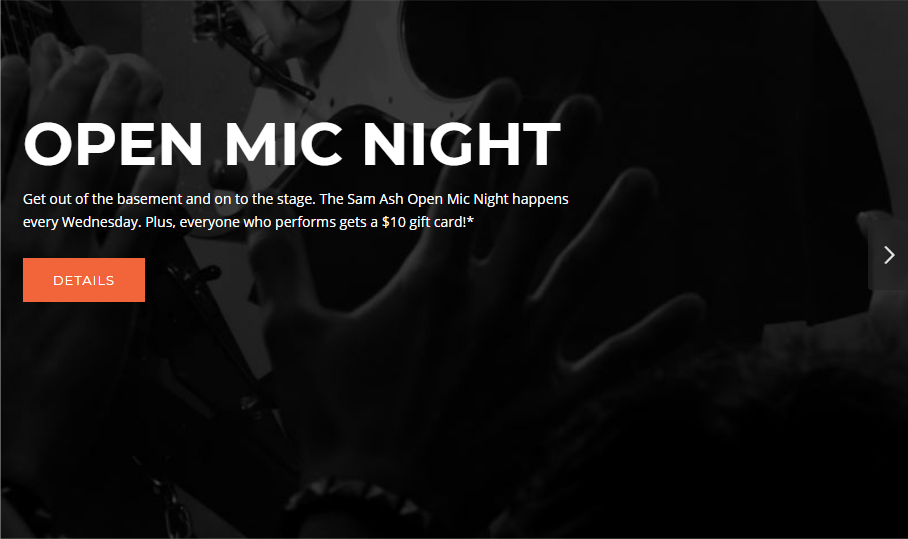 OPEN MIC NIGHT
Get out of the basement and on to the stage. The Sam Ash Open Mic Night happens
every Wednesday. Plus, everyone who performs gets a $10 gift card!*
DETAILS